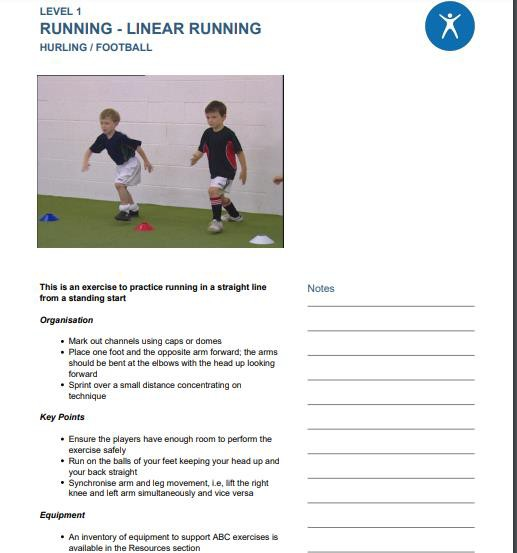 LEVEL 1
RUNNING - LINEAR RUNNING
HURLING / FOOTBALL
This is an exercise to practice running in a straight line
from a standing start
Organisation
• Mark out channels using caps or domes
• Place one foot and the opposite arm forward; the arms
should be bent at the elbows with the head up looking
forward
• Sprint over a small distance concentrating on
technique
Key Points
• Ensure the players have enough room to perform the
exercise safely
• Run on the balls of your feet keeping your head up and
your back straight
• Synchronise arm and leg movement, i.e, lift the right
knee and left arm simultaneously and vice versa
Equipment
• An inventory of equipment to support ABC exercises is
available in the Resources section
Notes